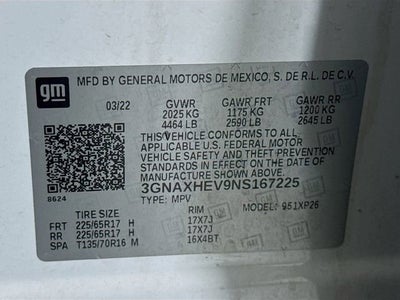 gm
MFD BY GENERAL MOTORS DE MEXICO, S. DE R.L. DE C.V.
03/22 GVWR GAWR FRT GAWR RR
2025 KG 1175 KG 1200 KG
4464 LB 2590 LB 2645 LB
THIS VEHICLE CONFORMS TO ALL
APPLICABLE U.S. FEDERAL MOTOR
VEHICLE SAFETY, BUMPER, AND THEFT
PREVENTION STANDARDS IN EFFECT ON
THE DATE OF MANUFACTURE SHOWN ABOVE.
3GNAXHEV9NS167225
8624 TYPE: MPV MODEL: 951XP26
TIRE SIZE RIM
FRT 225/65R17 H 17X7J
RR 225/65R17 H 17X7J
SPA T135/70R16 M 16X4BT